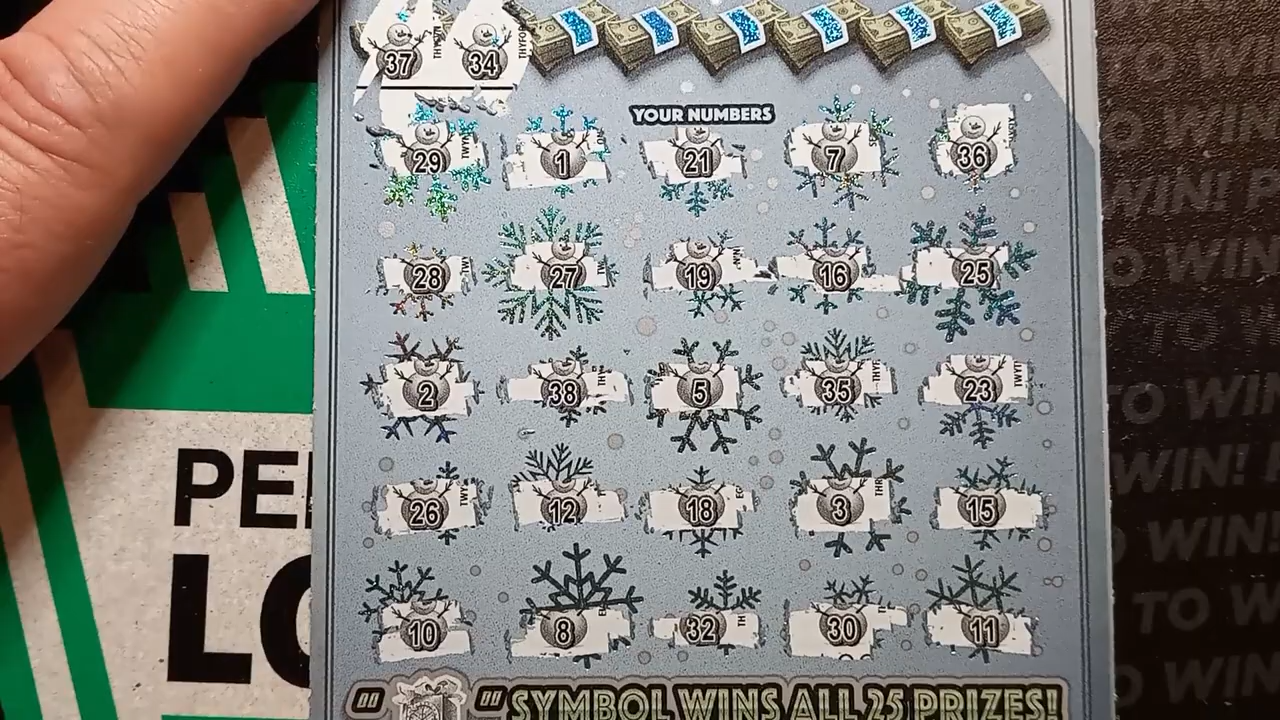 37 34
YOUR NUMBERS
29 1 21 7 36
28 27 19 16 25
2 38 5 35 23
26 12 18 3 15
10 8 32 30 11
" " SYMBOL WINS ALL 25 PRIZES!
PE
LO
TO WIN
WIN! P
TO WIN
TO WIN
WIN!
TO W
WIN